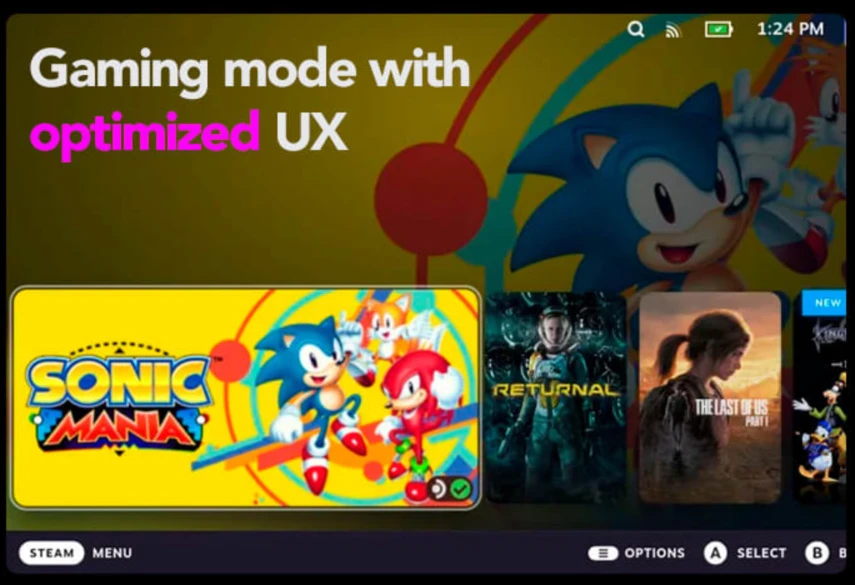 1:24 PM
Gaming mode with
optimized UX
SONIC
MANIA
TM
RETURNAL
THE LAST OF US
PART I
NEW
STEAM MENU
OPTIONS A SELECT B